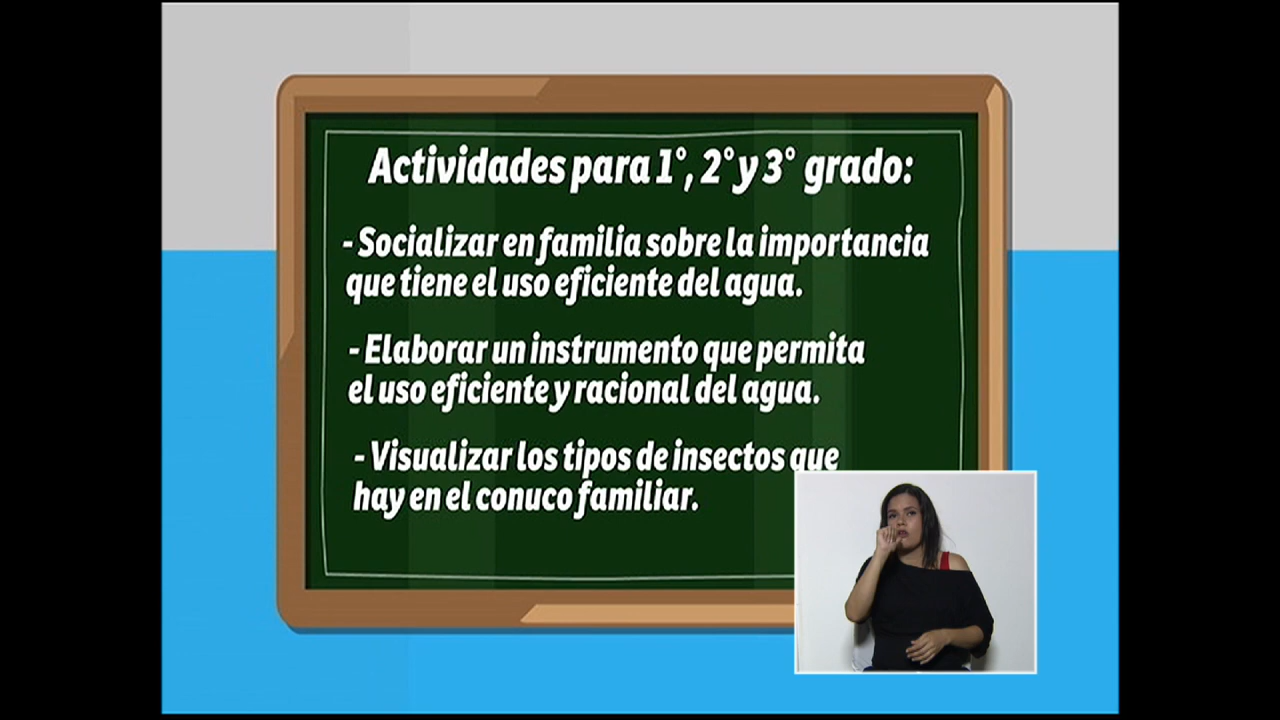 Actividades para 1°, 2° y 3° grado:
- Socializar en familia sobre la importancia
que tiene el uso eficiente del agua.
- Elaborar un instrumento que permita
el uso eficiente y racional del agua.
- Visualizar los tipos de insectos que
hay en el conuco familiar.